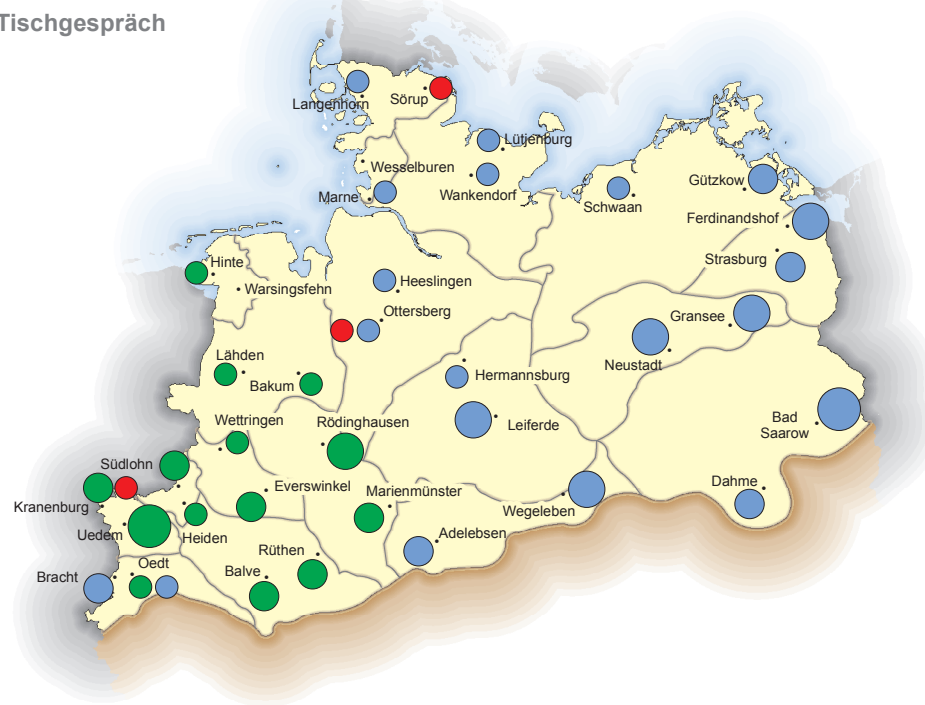 Tischgespräch
Langenhorn
Sörup
Lütjenburg
Wesselburen
Wankendorf
Marne
Schwaan
Gützkow
Ferdinandshof
Strasburg
Hinte
Warsingsfehn
Heeslingen
Ottersberg
Gransee
Neustadt
Lähden
Bakum
Hermannsburg
Leiferde
Bad
Saarow
Wettringen
Rödinghausen
Südlohn
Everswinkel
Marienmünster
Kranenburg
Wegeleben
Dahme
Uedem
Heiden
Adelebsen
Rüthen
Bracht
Oedt
Balve